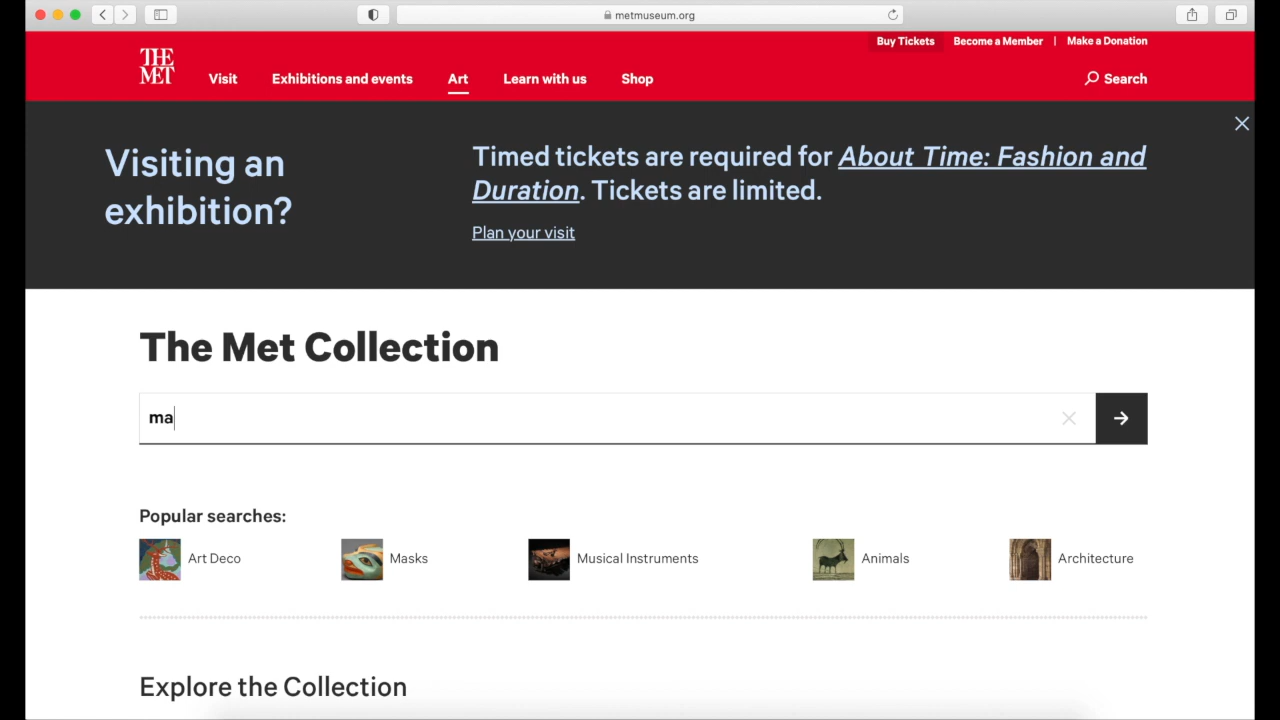 metmuseum.org
Buy Tickets Become a Member | Make a Donation
THE
MET
Visit Exhibitions and events Art Learn with us Shop Search
Visiting an
exhibition?
Timed tickets are required for About Time: Fashion and
Duration. Tickets are limited.
Plan your visit
The Met Collection
ma
Popular searches:
Art Deco Masks Musical Instruments Animals Architecture
Explore the Collection